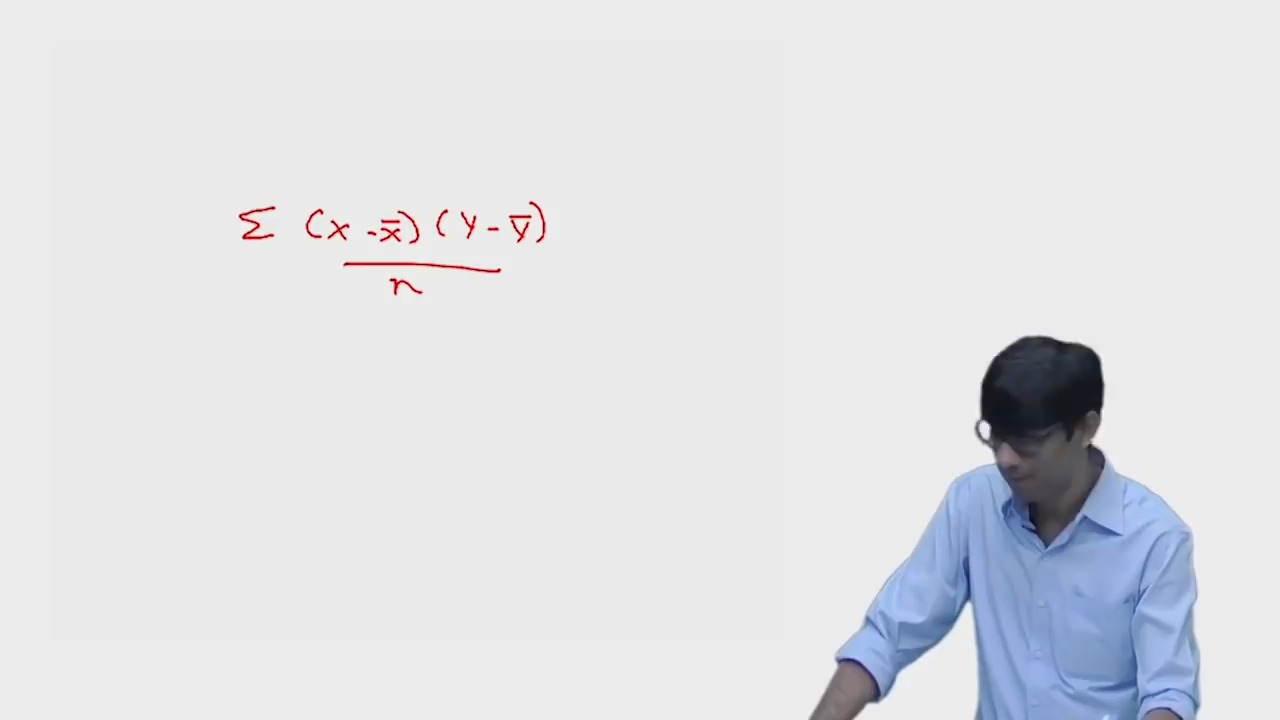 Σ (x - x̄) (y - ȳ)
n